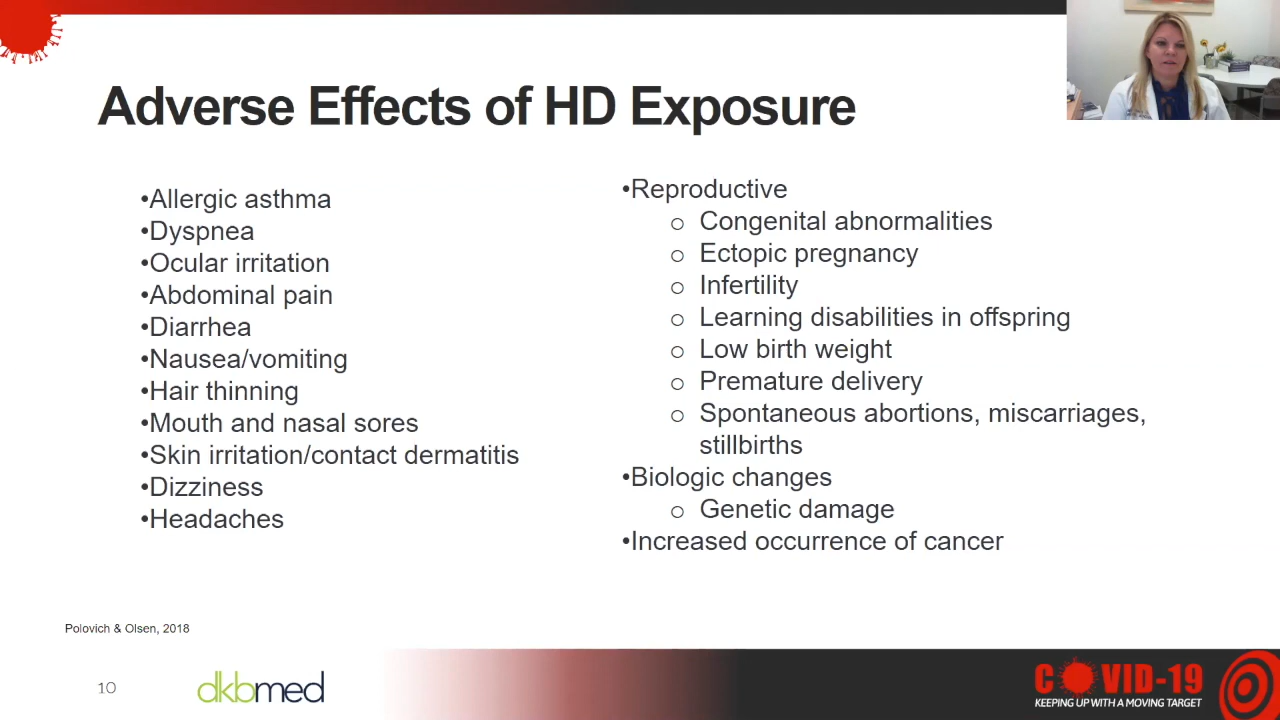 Adverse Effects of HD Exposure
•Allergic asthma
•Dyspnea
•Ocular irritation
•Abdominal pain
•Diarrhea
•Nausea/vomiting
•Hair thinning
•Mouth and nasal sores
•Skin irritation/contact dermatitis
•Dizziness
•Headaches
•Reproductive
o Congenital abnormalities
o Ectopic pregnancy
o Infertility
o Learning disabilities in offspring
o Low birth weight
o Premature delivery
o Spontaneous abortions, miscarriages,
stillbirths
•Biologic changes
o Genetic damage
•Increased occurrence of cancer
Polovich & Olsen, 2018
10
dkbmed
COVID-19
KEEPING UP WITH A MOVING TARGET